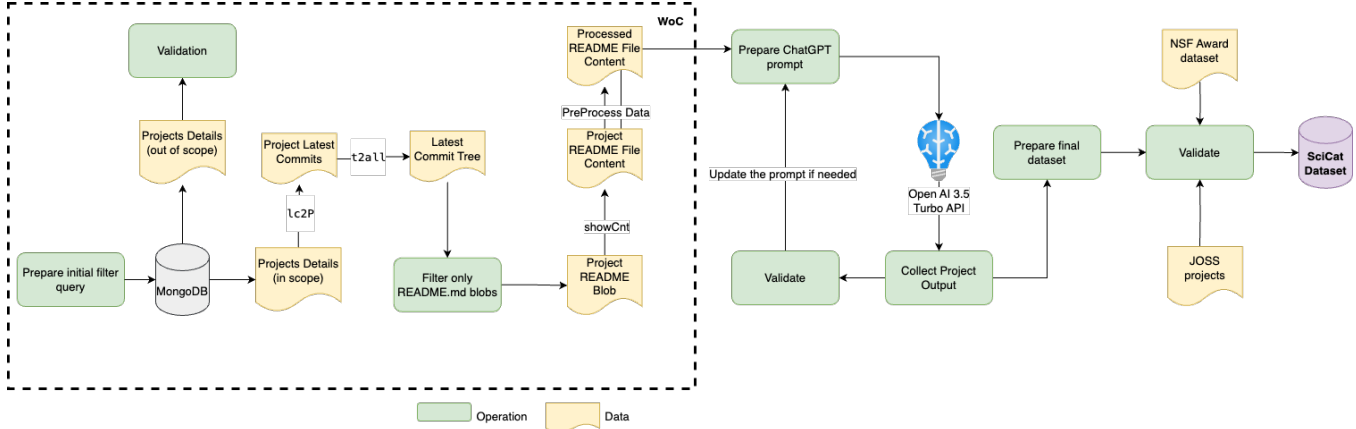 WoC
Validation
Projects Details
(out of scope)
Prepare initial filter
query
MongoDB
Projects Details
(in scope)
lc2P
Project Latest
Commits
t2all
Latest
Commit Tree
Filter only
README.md blobs
Project
README
Blob
showCnt
Project
README File
Content
PreProcess Data
Processed
README File
Content
Prepare ChatGPT
prompt
Open AI 3.5
Turbo API
Collect Project
Output
Validate
Update the prompt if needed
Prepare final
dataset
NSF Award
dataset
Validate
JOSS
projects
SciCat
Dataset
Operation
Data